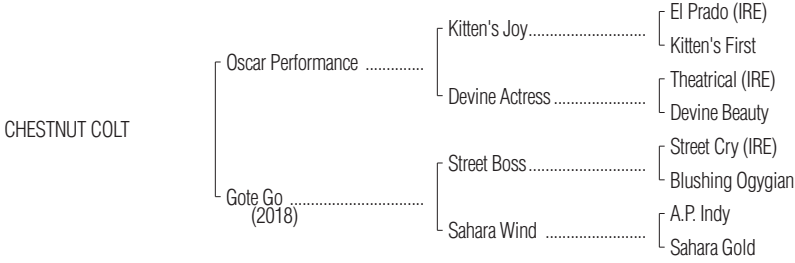 El Prado (IRE)
Kitten's Joy..........................
Kitten's First
Oscar Performance ..............
Theatrical (IRE)
Devine Actress ......................
Devine Beauty
CHESTNUT COLT
Street Cry (IRE)
Street Boss............................
Blushing Ogygian
Gote Go ................................
(2018)
A.P. Indy
Sahara Wind ........................
Sahara Gold